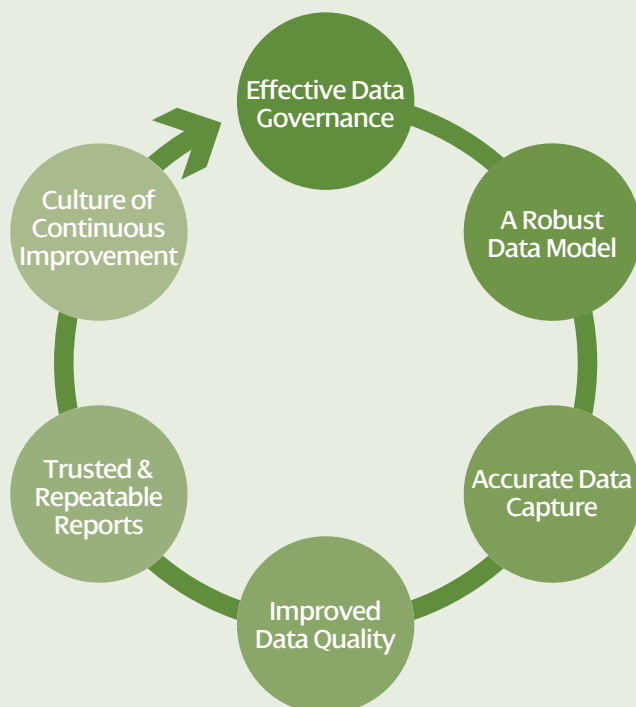 Effective Data
Governance
A Robust
Data Model
Accurate Data
Capture
Improved
Data Quality
Trusted &
Repeatable
Reports
Culture of
Continuous
Improvement